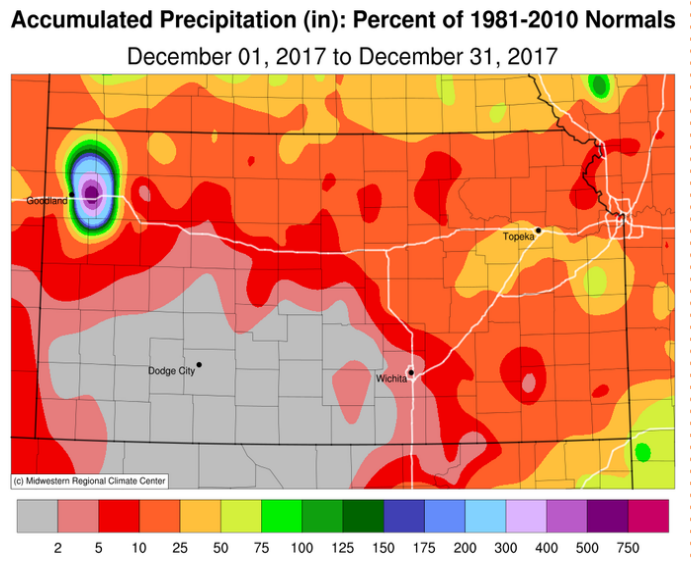 Accumulated Precipitation (in): Percent of 1981-2010 Normals
December 01, 2017 to December 31, 2017
Goodland
Topeka
Dodge City
Wichita
(c) Midwestern Regional Climate Center
2 5 10 25 50 75 100 125 150 175 200 300 400 500 750